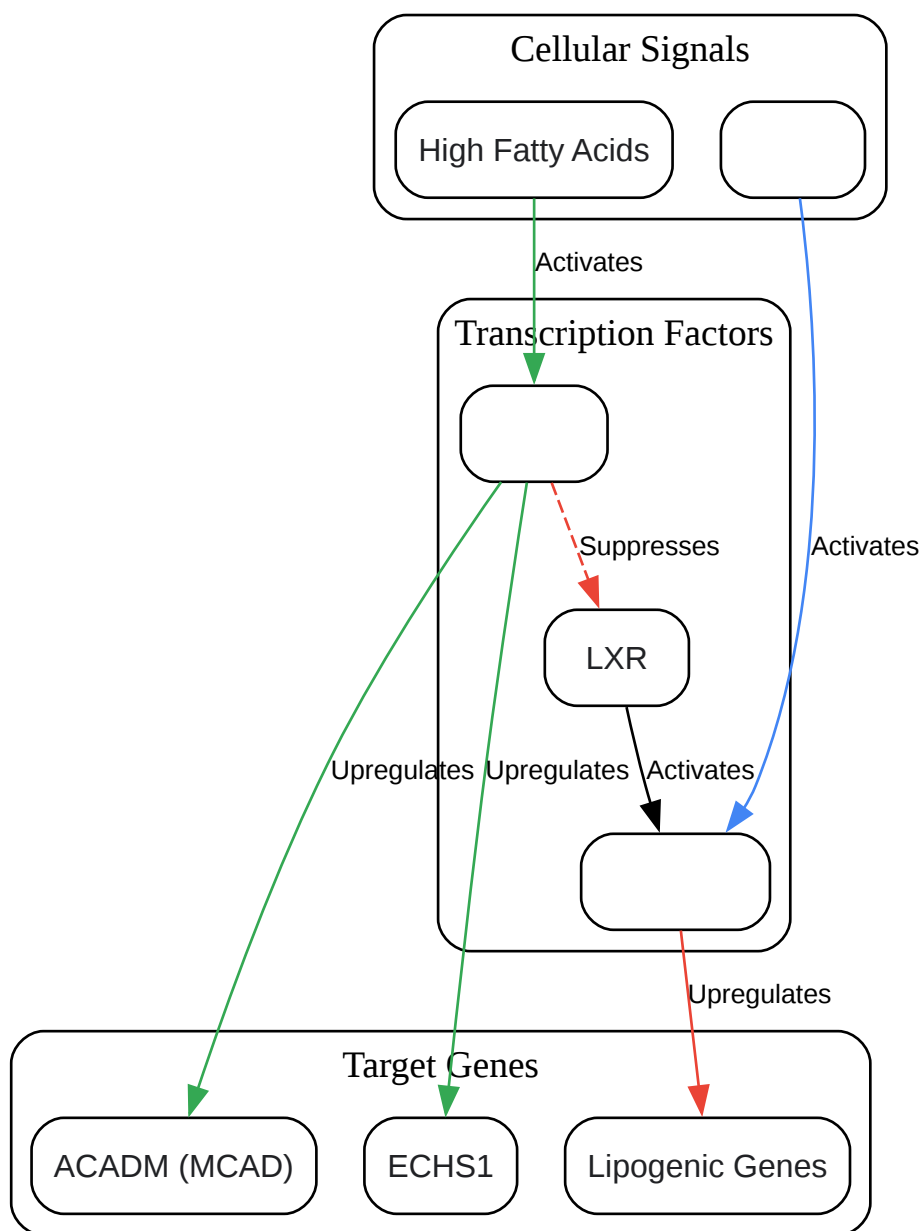 Cellular Signals
High Fatty Acids
Activates
Transcription Factors
Suppresses
Activates
LXR
Upregulates
Upregulates
Activates
Upregulates
Target Genes
ACADM (MCAD)
ECHS1
Lipogenic Genes